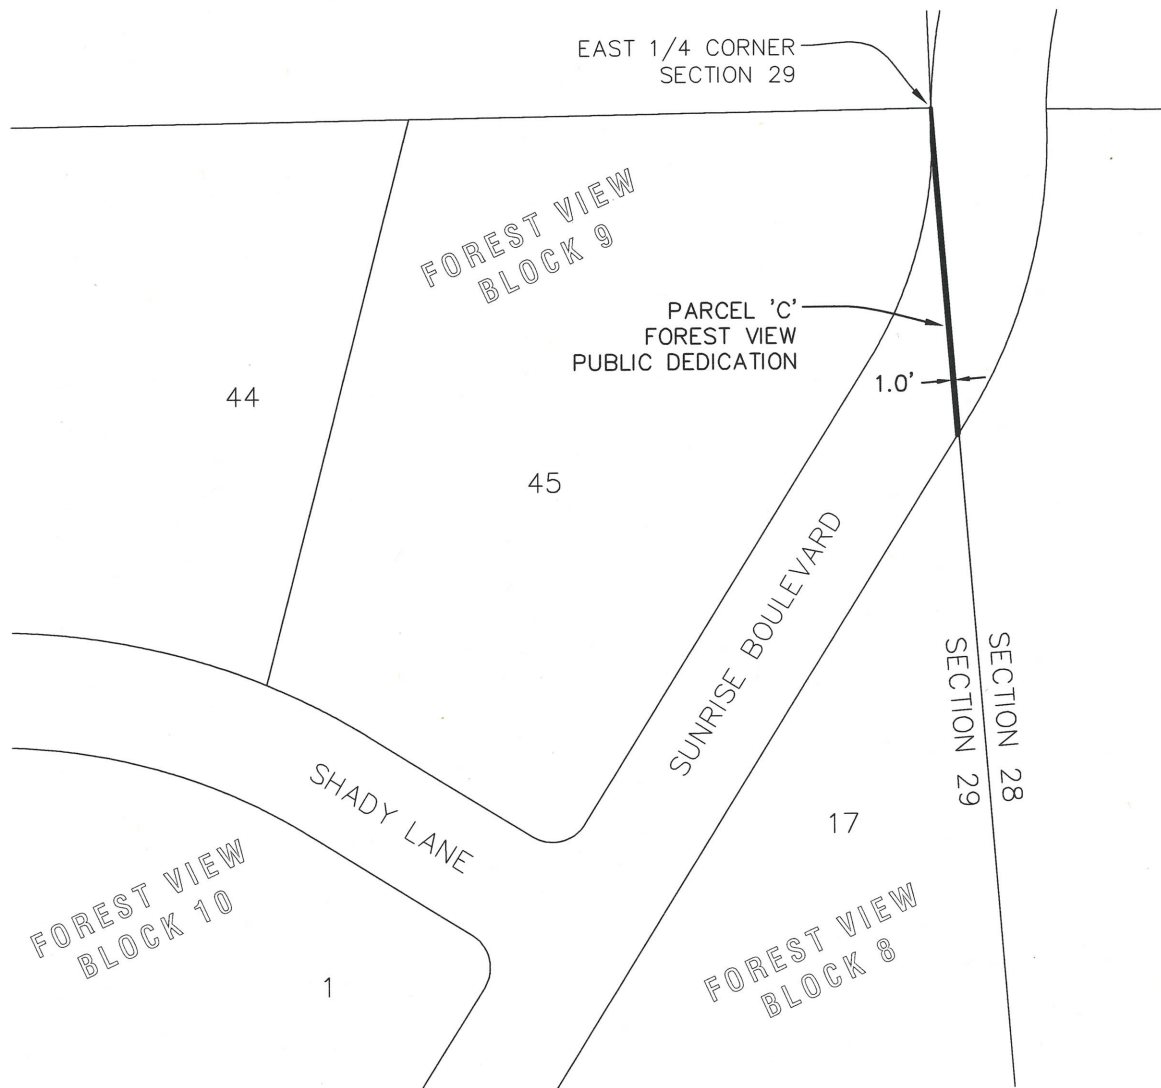 EAST 1/4 CORNER
SECTION 29
FOREST VIEW
BLOCK 9
PARCEL 'C'
FOREST VIEW
PUBLIC DEDICATION
1.0'
44
45
SUNRISE BOULEVARD
SECTION 28
SECTION 29
SHADY LANE
17
FOREST VIEW
BLOCK 10
FOREST VIEW
BLOCK 8
1